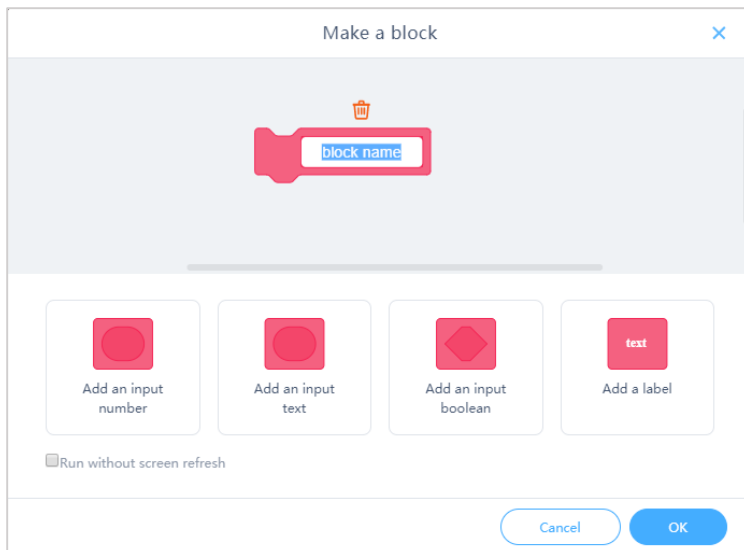 Make a block
block name
Add an input
number
Add an input
text
Add an input
boolean
text
Add a label
Run without screen refresh
Cancel
OK